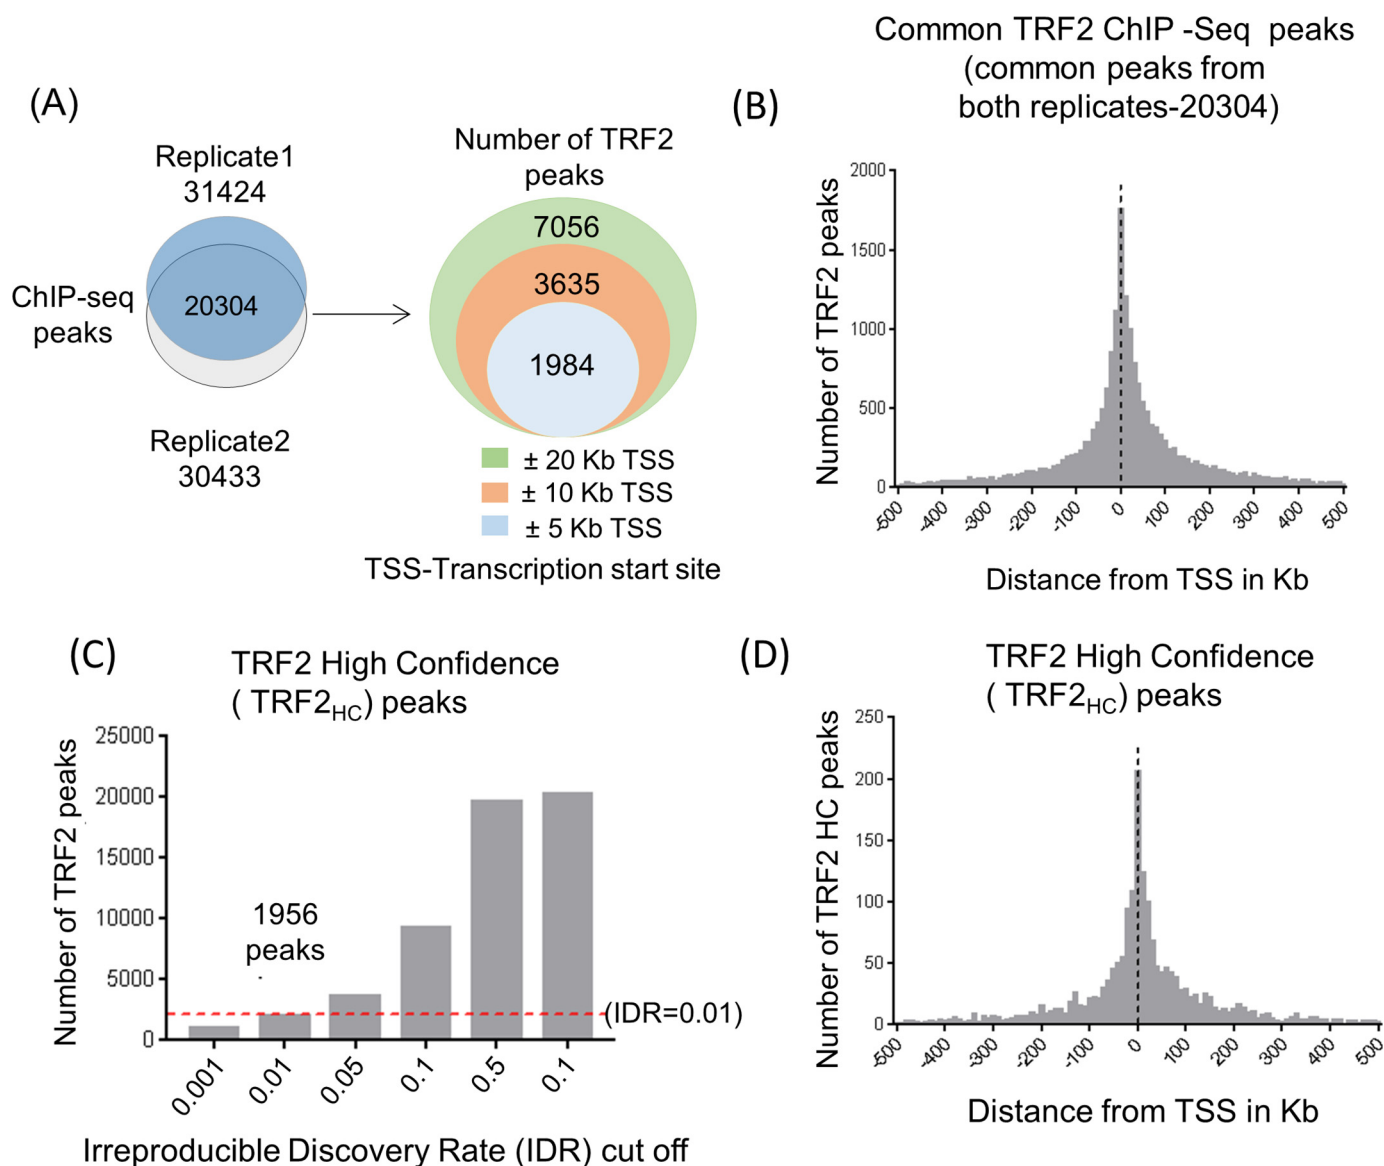 (A)
Replicate1
31424
ChIP-seq
peaks
20304
Replicate2
30433
Number of TRF2
peaks
7056
3635
1984
± 20 Kb TSS
± 10 Kb TSS
± 5 Kb TSS
TSS-Transcription start site
(B)
Common TRF2 ChIP -Seq peaks
(common peaks from
both replicates-20304)
Number of TRF2 peaks
2000
1500
1000
500
0
-500
-400
-300
-200
-100
0
100
200
300
400
500
Distance from TSS in Kb
(C)
TRF2 High Confidence
( TRF2HC) peaks
Number of TRF2 peaks
25000
20000
15000
10000
5000
0
1956
peaks
(IDR=0.01)
0.001
0.01
0.05
0.1
0.5
0.1
Irreproducible Discovery Rate (IDR) cut off
(D)
TRF2 High Confidence
( TRF2HC) peaks
Number of TRF2 HC peaks
250
200
150
100
50
0
-500
-400
-300
-200
-100
0
100
200
300
400
500
Distance from TSS in Kb